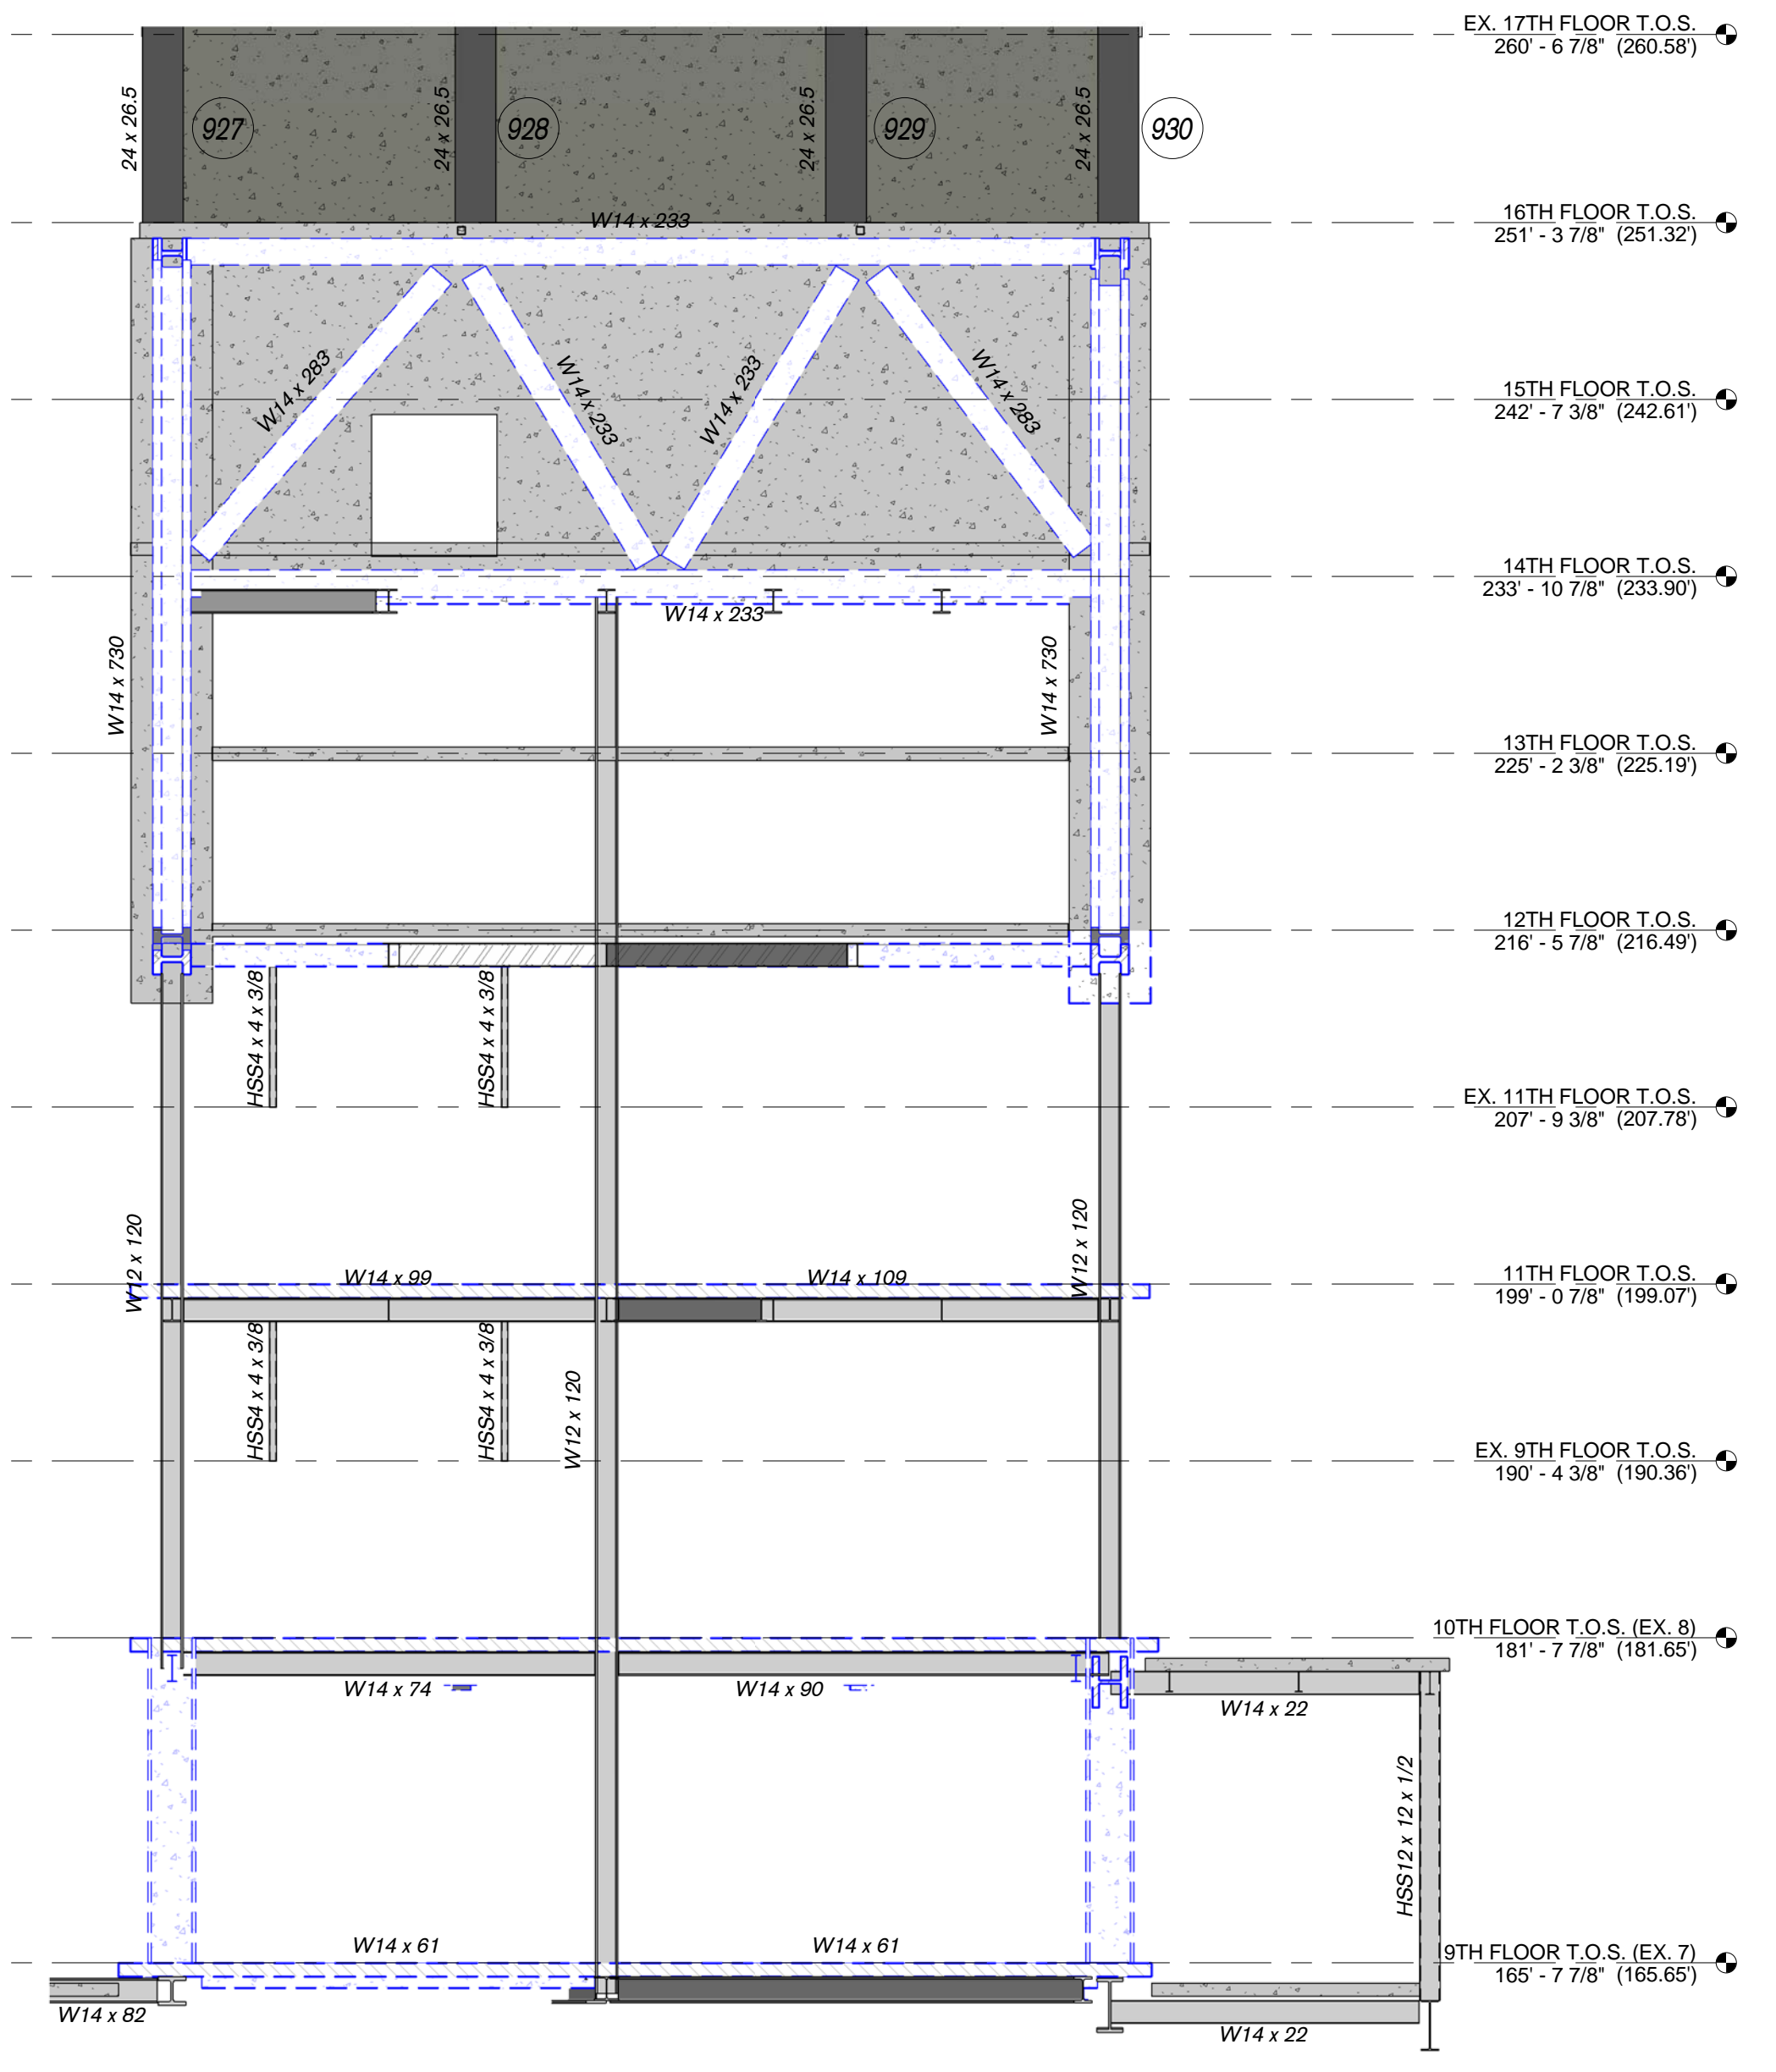 EX. 17TH FLOOR T.O.S.
260' - 6 7/8" (260.58')
24 x 26.5
927
24 x 26.5
928
24 x 26.5
929
24 x 26.5
930
W14 x 233
16TH FLOOR T.O.S.
251' - 3 7/8" (251.32')
W14 x 283
W14 x 233
W14 x 233
W14 x 283
15TH FLOOR T.O.S.
242' - 7 3/8" (242.61')
14TH FLOOR T.O.S.
233' - 10 7/8" (233.90')
W14 x 233
W14 x 730
W14 x 730
13TH FLOOR T.O.S.
225' - 2 3/8" (225.19')
12TH FLOOR T.O.S.
216' - 5 7/8" (216.49')
HSS4 x 4 x 3/8
HSS4 x 4 x 3/8
EX. 11TH FLOOR T.O.S.
207' - 9 3/8" (207.78')
W12 x 120
W12 x 120
W14 x 99
W14 x 109
11TH FLOOR T.O.S.
199' - 0 7/8" (199.07')
HSS4 x 4 x 3/8
HSS4 x 4 x 3/8
W12 x 120
EX. 9TH FLOOR T.O.S.
190' - 4 3/8" (190.36')
10TH FLOOR T.O.S. (EX. 8)
181' - 7 7/8" (181.65')
W14 x 74
W14 x 90
W14 x 22
HSS12 x 12 x 1/2
W14 x 61
W14 x 61
9TH FLOOR T.O.S. (EX. 7)
165' - 7 7/8" (165.65')
W14 x 82
W14 x 22